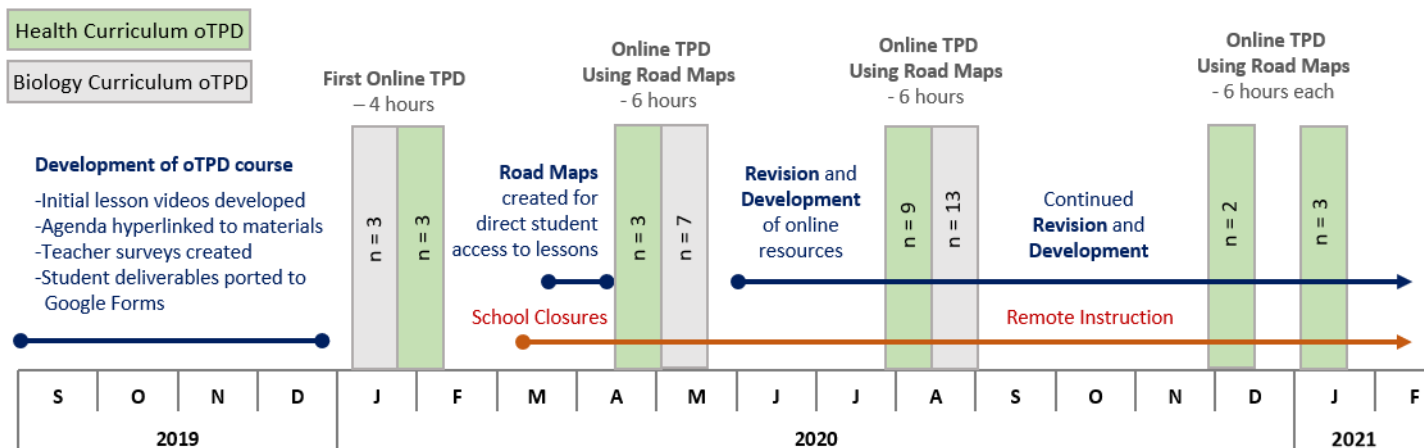 Health Curriculum oTPD
Biology Curriculum oTPD
First Online TPD
– 4 hours
Online TPD
Using Road Maps
- 6 hours
Online TPD
Using Road Maps
- 6 hours
Online TPD
Using Road Maps
- 6 hours each
Development of oTPD course
-Initial lesson videos developed
-Agenda hyperlinked to materials
-Teacher surveys created
-Student deliverables ported to
Google Forms
n = 3
n = 3
Road Maps
created for
direct student
access to lessons
n = 3
n = 7
Revision and
Development
of online
resources
n = 9
n = 13
Continued
Revision and
Development
n = 2
n = 3
School Closures
Remote Instruction
S O N D J F M A M J J A S O N D J F
2019 2020 2021